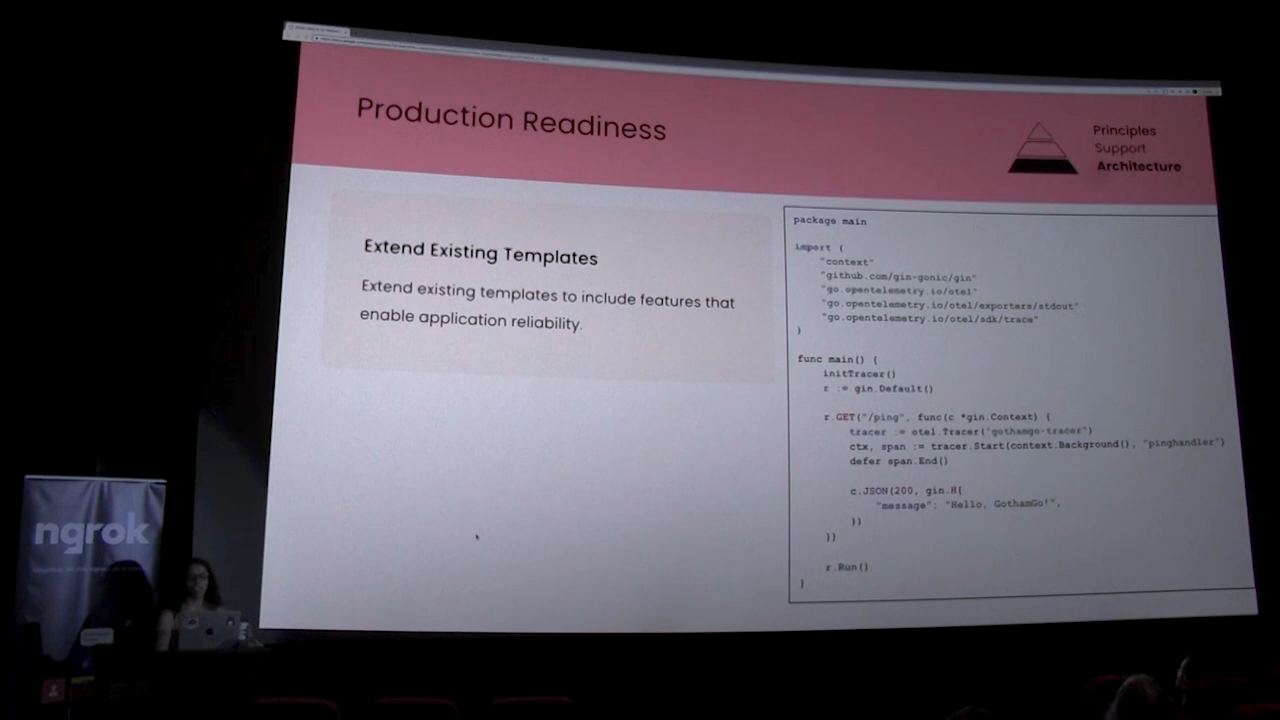 Production Readiness
Principles
Support
Architecture
Extend Existing Templates
Extend existing templates to include features that
enable application reliability.
package main
import (
"context"
"github.com/gin-gonic/gin"
"go.opentelemetry.io/otel"
"go.opentelemetry.io/otel/exporters/stdout"
"go.opentelemetry.io/otel/sdk/trace"
)
func main() {
initTracer()
r := gin.Default()
r.GET("/ping", func(c *gin.Context) {
tracer := otel.Tracer("gothamgo-tracer")
ctx, span := tracer.Start(context.Background(), "pinghandler")
defer span.End()
c.JSON(200, gin.H{
"message": "Hello, GothamGo!",
})
})
r.Run()
}
ngrok